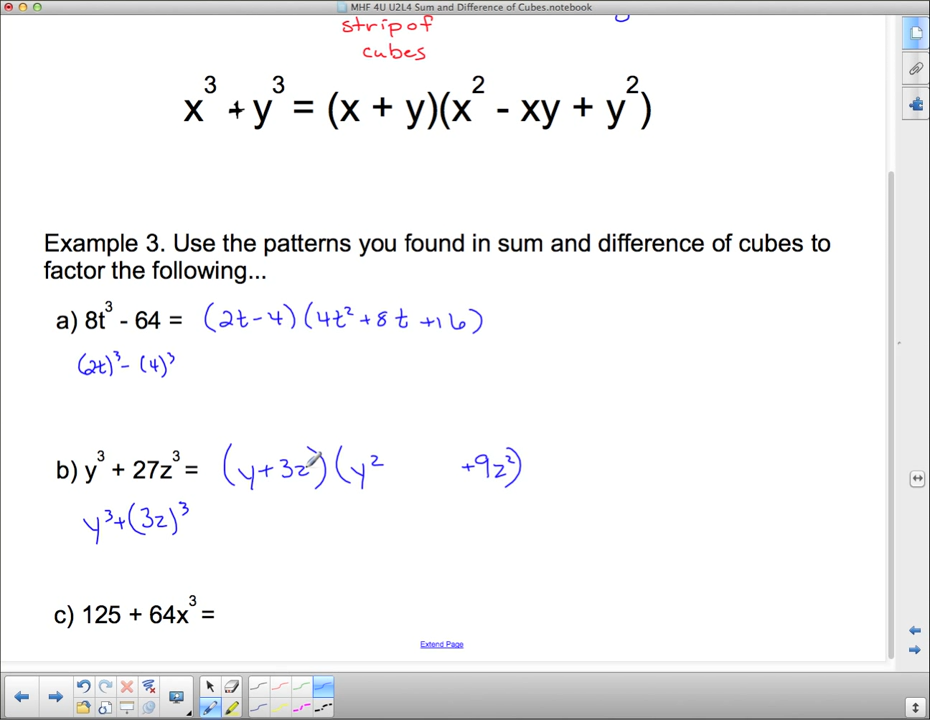 MHF 4U U2L4 Sum and Difference of Cubes.notebook
strip of
cubes
x³ + y³ = (x + y)(x² - xy + y²)
Example 3. Use the patterns you found in sum and difference of cubes to
factor the following...
a) 8t³ - 64 = (2t-4)(4t²+8t+16)
(2t)³-(4)³
b) y³ + 27z³ = (y+3z)(y² +9z²)
y³+(3z)³
c) 125 + 64x³ =
Extend Page